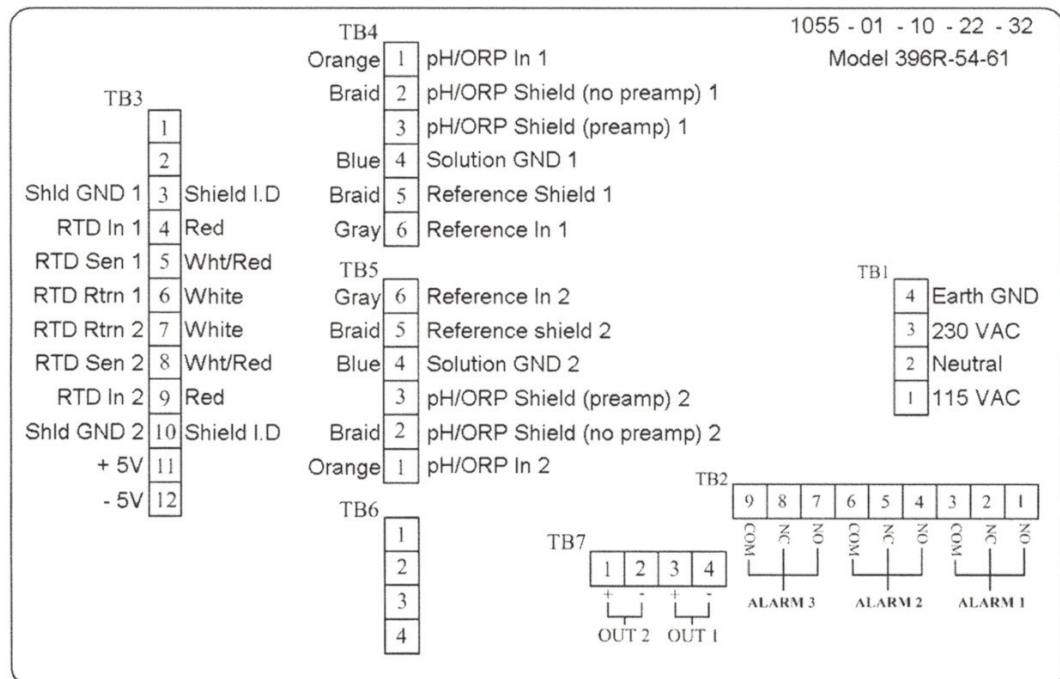 1055 - 01 - 10 - 22 - 32
Model 396R-54-61
TB4
Orange 1 pH/ORP In 1
Braid 2 pH/ORP Shield (no preamp) 1
3 pH/ORP Shield (preamp) 1
Blue 4 Solution GND 1
Braid 5 Reference Shield 1
Gray 6 Reference In 1
TB3
1
2
Shld GND 1 3 Shield I.D
RTD In 1 4 Red
RTD Sen 1 5 Wht/Red
RTD Rtrn 1 6 White
RTD Rtrn 2 7 White
RTD Sen 2 8 Wht/Red
RTD In 2 9 Red
Shld GND 2 10 Shield I.D
+ 5V 11
- 5V 12
TB5
Gray 6 Reference In 2
Braid 5 Reference shield 2
Blue 4 Solution GND 2
3 pH/ORP Shield (preamp) 2
Braid 2 pH/ORP Shield (no preamp) 2
Orange 1 pH/ORP In 2
TB1
4 Earth GND
3 230 VAC
2 Neutral
1 115 VAC
TB6
1
2
3
4
TB7
1 2 3 4
+ - + -
OUT 2 OUT 1
TB2
9 8 7 6 5 4 3 2 1
COM NC NO COM NC NO COM NC NO
ALARM 3 ALARM 2 ALARM 1